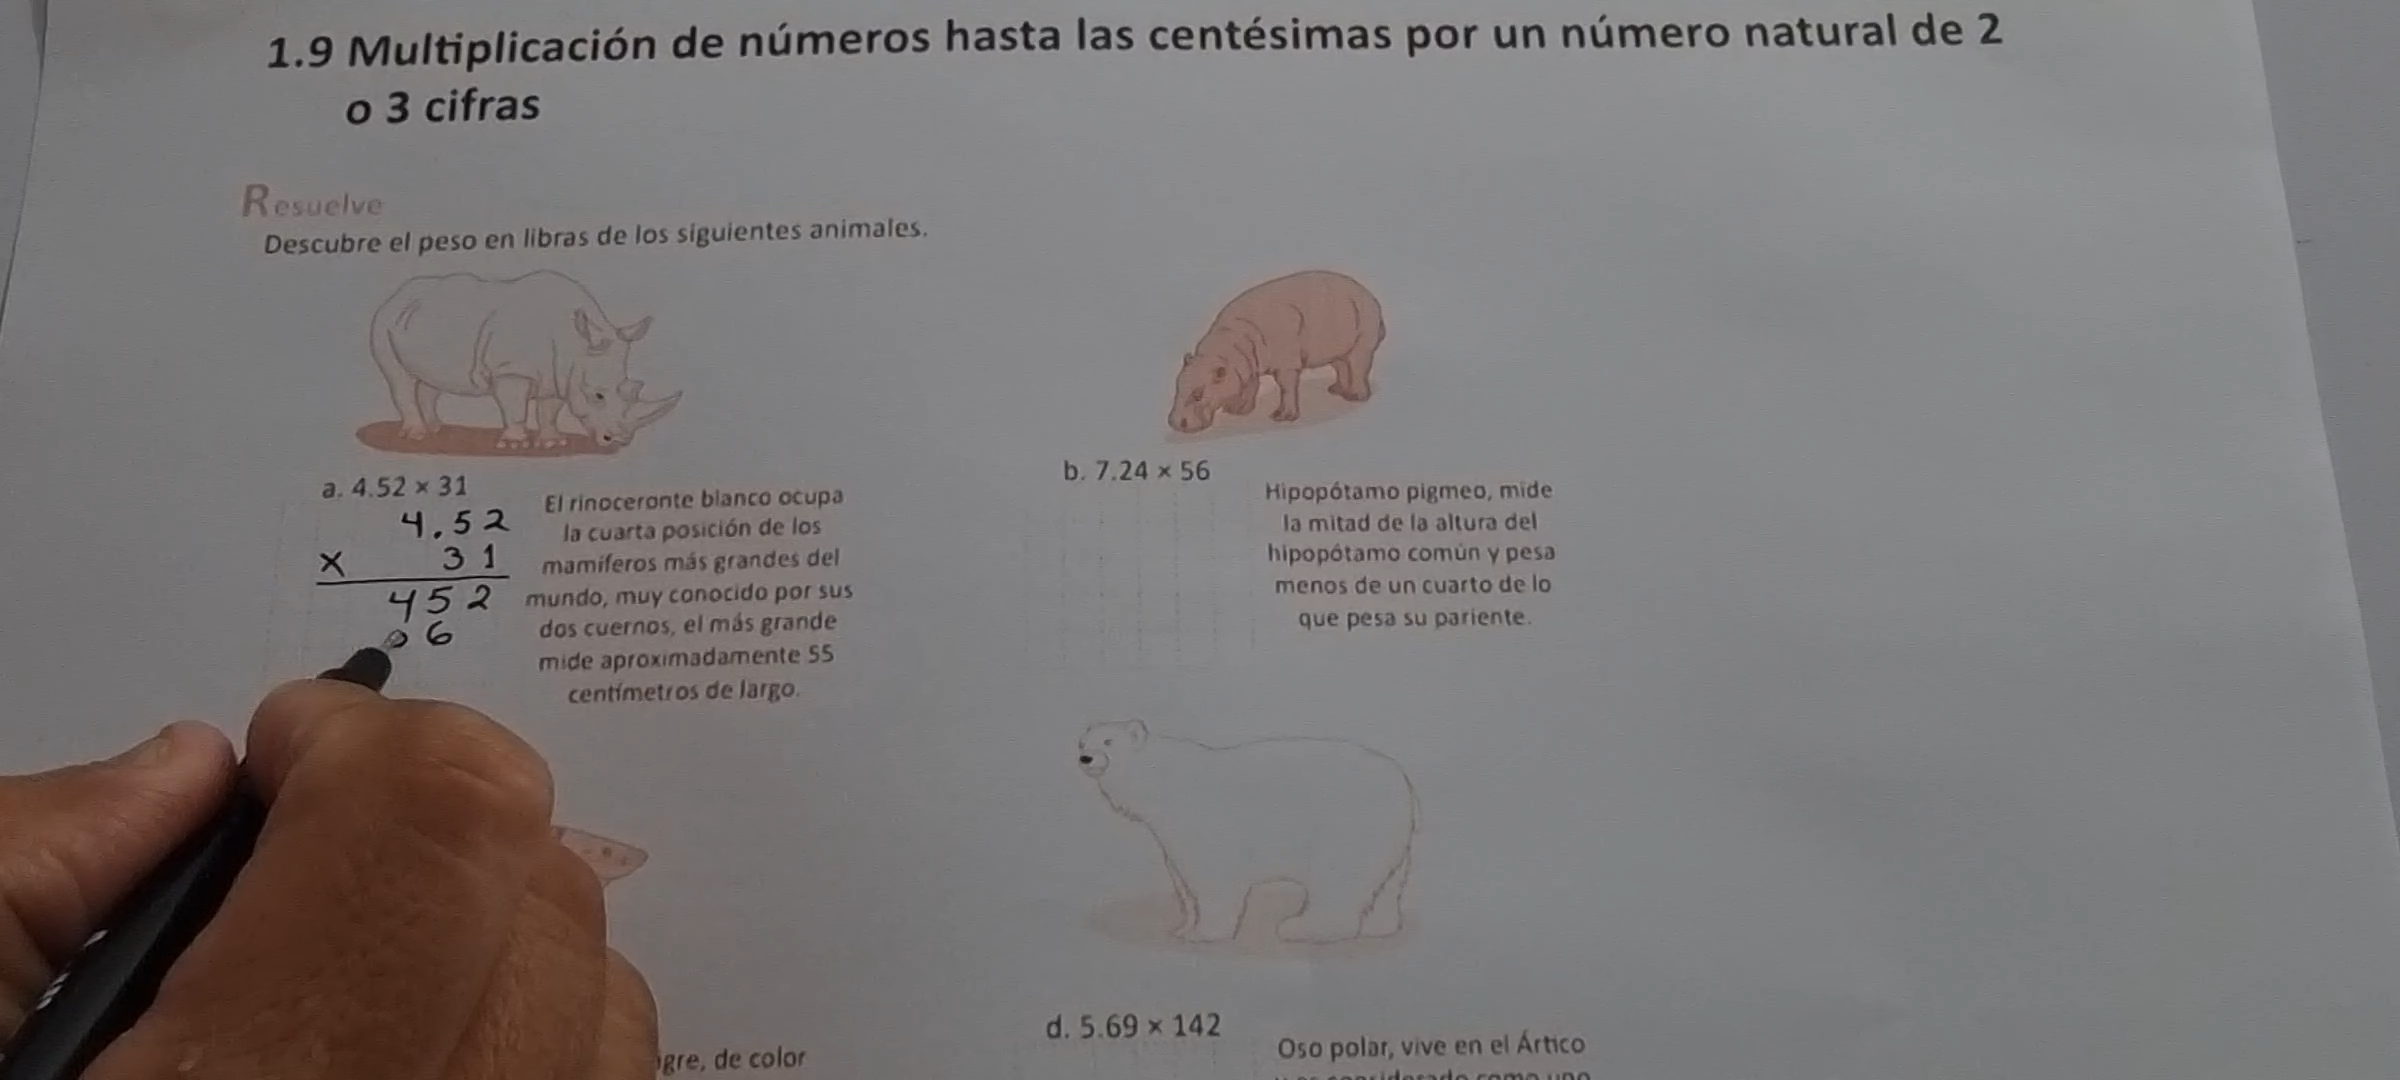 1.9 Multiplicación de números hasta las centésimas por un número natural de 2
o 3 cifras
Resuelve
Descubre el peso en libras de los siguientes animales.
a. 4.52 × 31
4.52
× 31
452
06
El rinoceronte blanco ocupa
la cuarta posición de los
mamíferos más grandes del
mundo, muy conocido por sus
dos cuernos, el más grande
mide aproximadamente 55
centímetros de largo.
b. 7.24 × 56
Hipopótamo pigmeo, mide
la mitad de la altura del
hipopótamo común y pesa
menos de un cuarto de lo
que pesa su pariente.
gre, de color
d. 5.69 × 142
Oso polar, vive en el Ártico